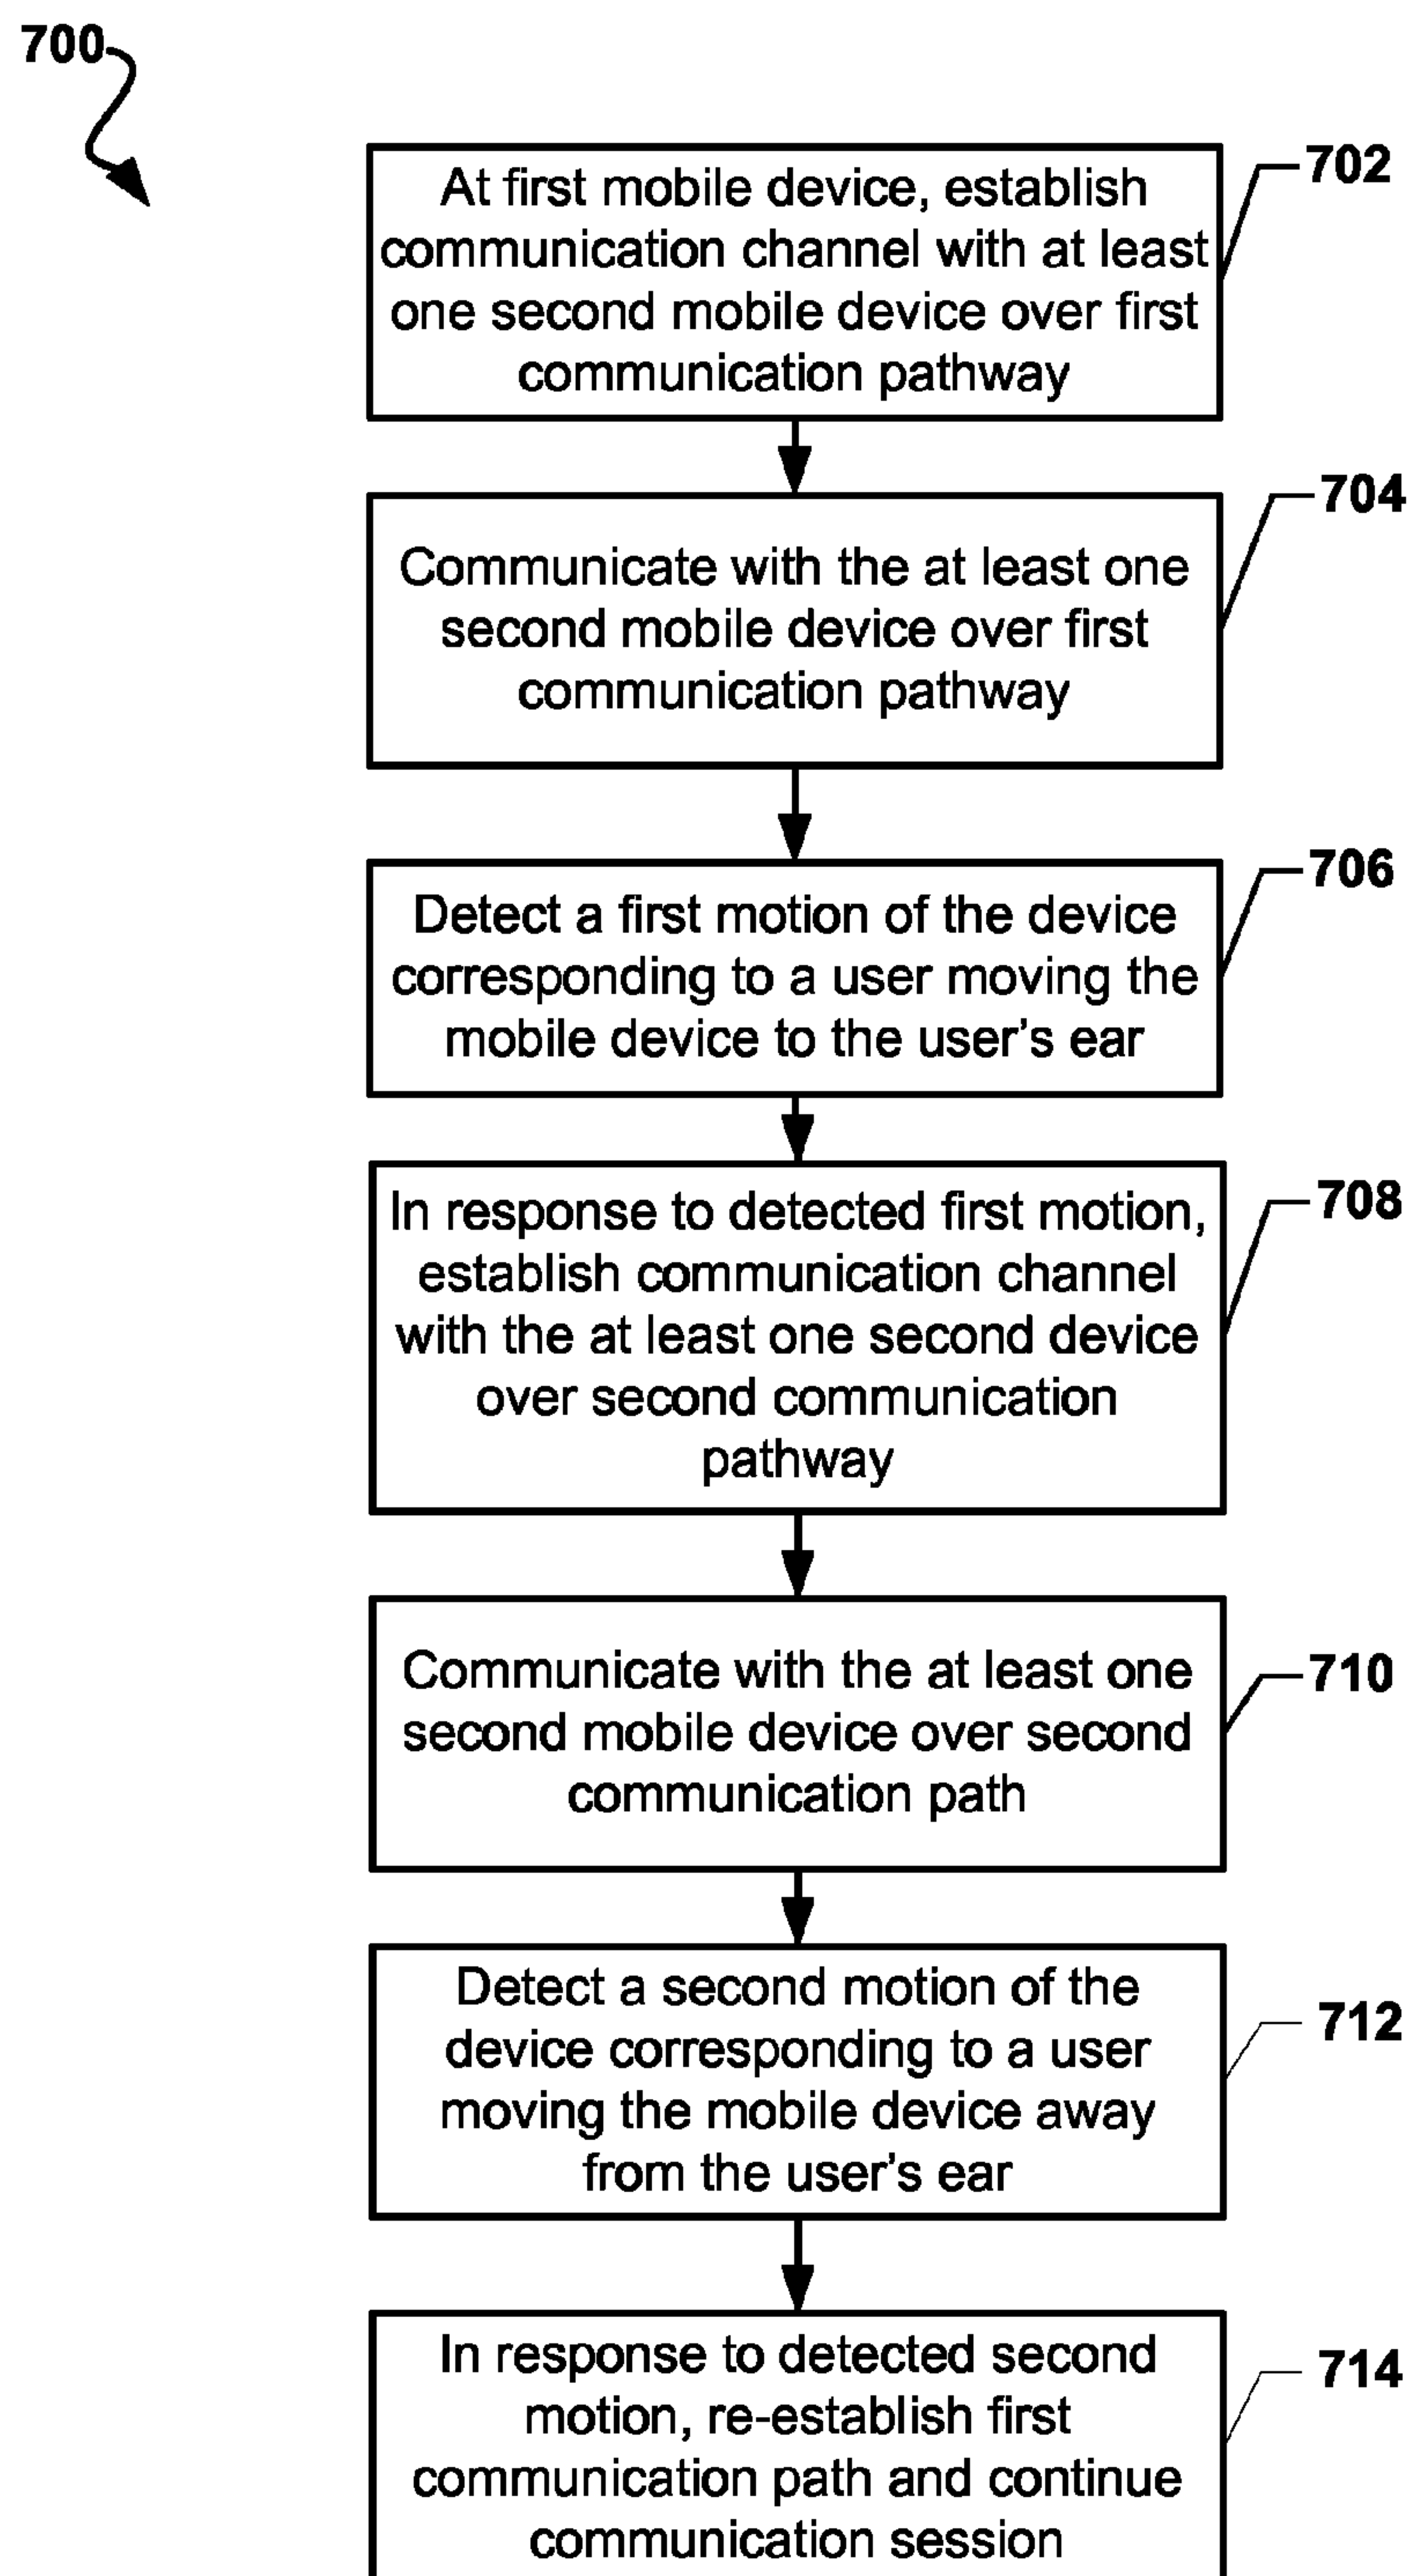 700
At first mobile device, establish
communication channel with at least
one second mobile device over first
communication pathway
702
Communicate with the at least one
second mobile device over first
communication pathway
704
Detect a first motion of the device
corresponding to a user moving the
mobile device to the user's ear
706
In response to detected first motion,
establish communication channel
with the at least one second device
over second communication
pathway
708
Communicate with the at least one
second mobile device over second
communication path
710
Detect a second motion of the
device corresponding to a user
moving the mobile device away
from the user's ear
712
In response to detected second
motion, re-establish first
communication path and continue
communication session
714